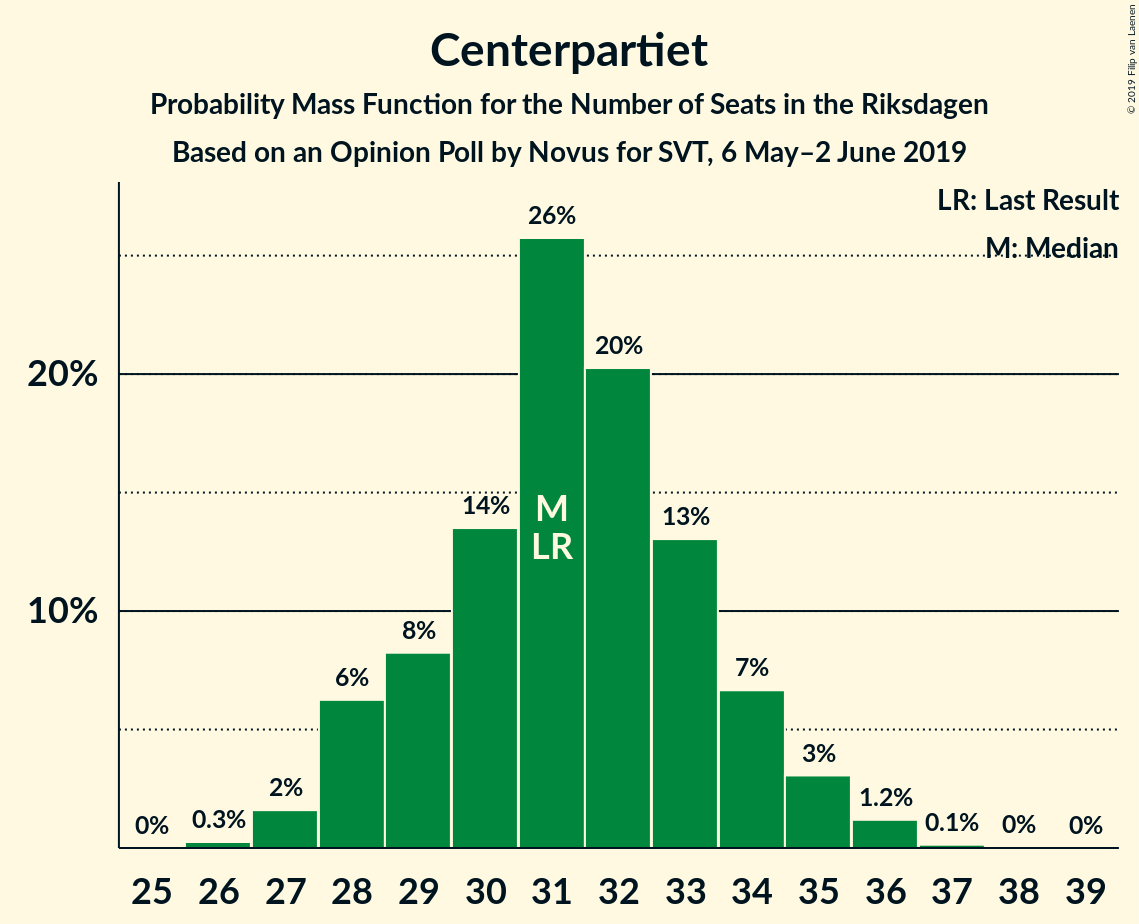 Centerpartiet
Probability Mass Function for the Number of Seats in the Riksdagen
Based on an Opinion Poll by Novus for SVT, 6 May–2 June 2019
© 2019 Filip van Laenen
LR: Last Result
M: Median
26%
20%
20%
14%
M
LR
13%
10%
8%
6%
7%
3%
2%
1.2%
0% 0.3% 0.1% 0% 0%
25 26 27 28 29 30 31 32 33 34 35 36 37 38 39